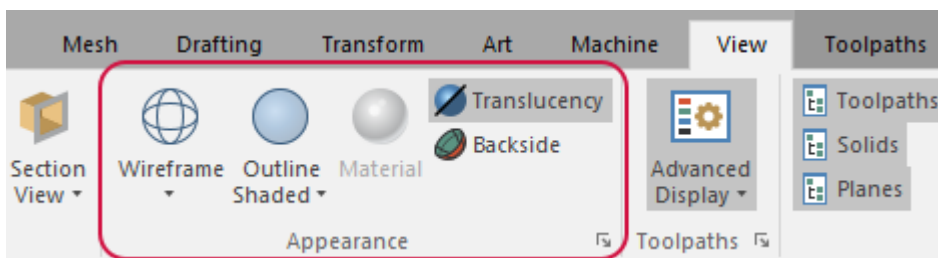 Mesh Drafting Transform Art Machine View Toolpaths
Section View
Wireframe
Outline Shaded
Material
Translucency
Backside
Appearance
Advanced Display
Toolpaths
Toolpaths
Solids
Planes